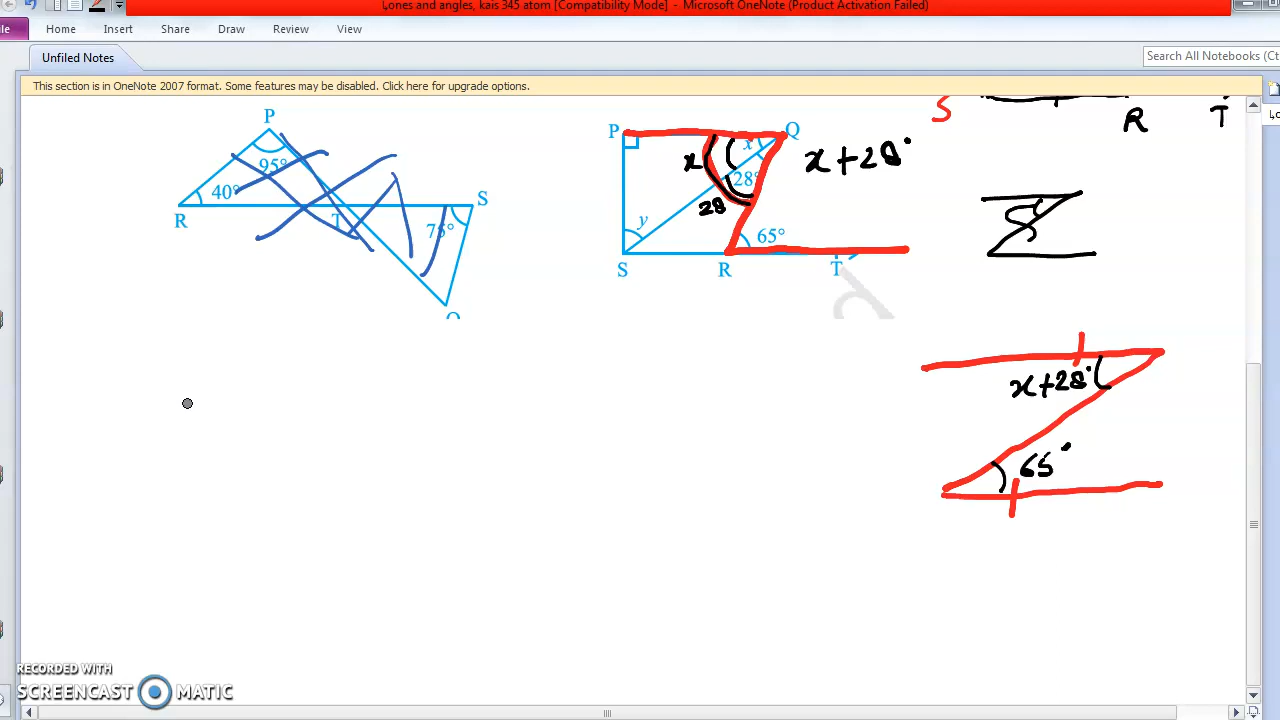 Lones and angles, kais 345 atom [Compatibility Mode] - Microsoft OneNote (Product Activation Failed)
Home Insert Share Draw Review View
Unfiled Notes
Search All Notebooks (Ct
This section is in OneNote 2007 format. Some features may be disabled. Click here for upgrade options.
P
95°
40°
R
T
S
75°
P
Q
x
28°
x
28
y
65°
S
R
T
x+28°
S
R
T
x+28°
65°
RECORDED WITH
SCREENCAST MATIC